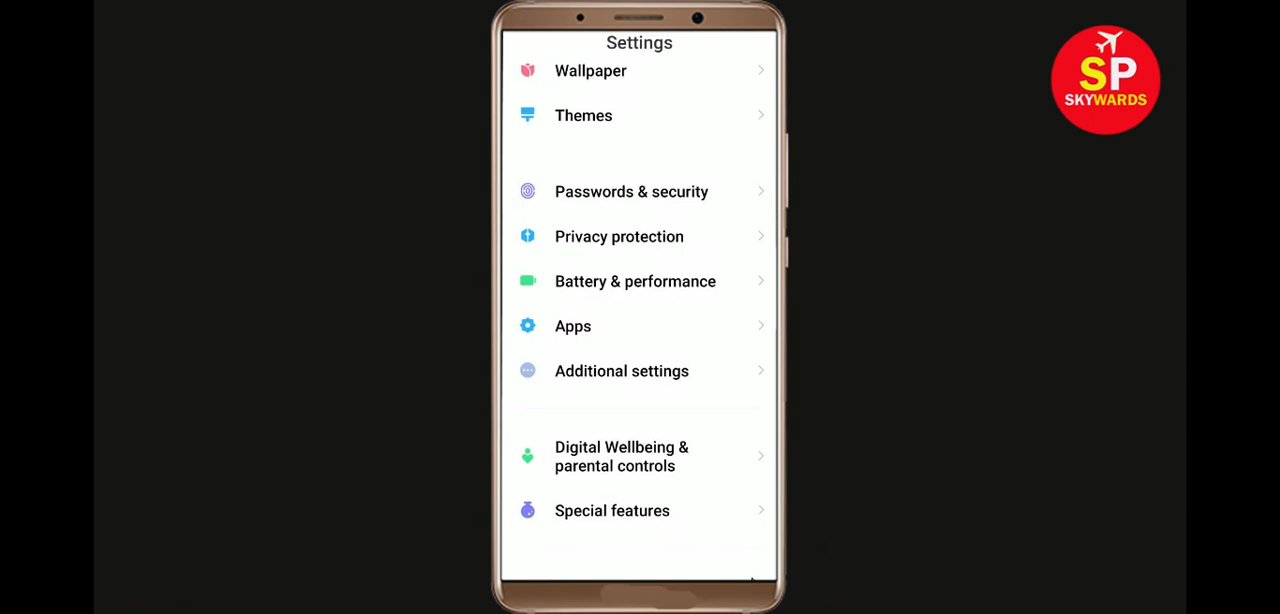 Settings
Wallpaper
Themes
Passwords & security
Privacy protection
Battery & performance
Apps
Additional settings
Digital Wellbeing &
parental controls
Special features
SP
SKYWARDS